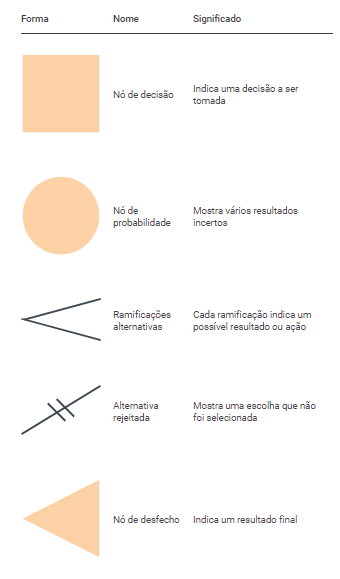 Forma Nome Significado
Nó de decisão
Indica uma decisão a ser
tomada
Nó de
probabilidade
Mostra vários resultados
incertos
Ramificações
alternativas
Cada ramificação indica um
possível resultado ou ação
Alternativa
rejeitada
Mostra uma escolha que não
foi selecionada
Nó de desfecho
Indica um resultado final